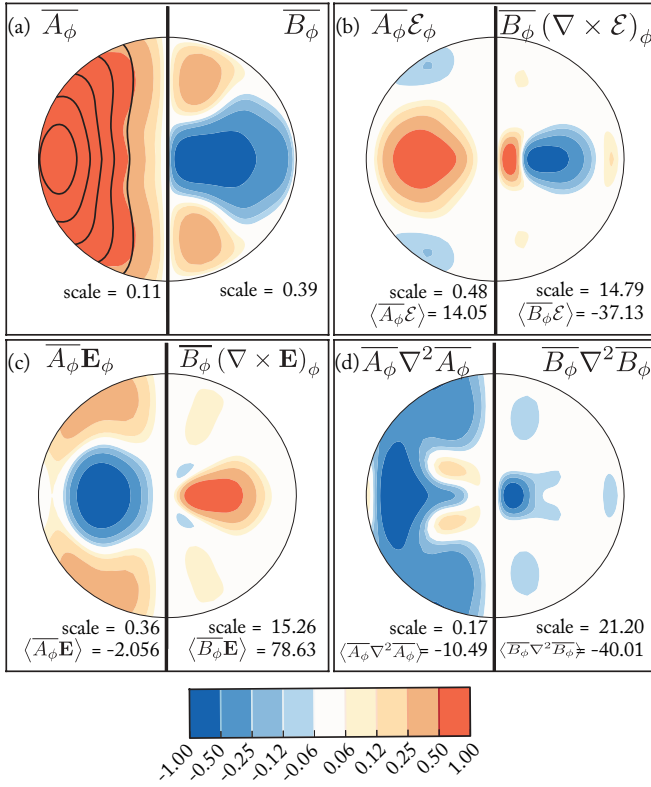 (a) $\overline{A_\phi}$ $\overline{B_\phi}$
scale = 0.11 scale = 0.39
(b) $\overline{A_\phi}\mathcal{E}_\phi$ $\overline{B_\phi}(\nabla \times \mathcal{E})_\phi$
scale = 0.48 scale = 14.79
$\langle \overline{A_\phi}\mathcal{E} \rangle$= 14.05 $\langle \overline{B_\phi}\mathcal{E} \rangle$ = -37.13
(c) $\overline{A_\phi}\mathbf{E}_\phi$ $\overline{B_\phi}(\nabla \times \mathbf{E})_\phi$
scale = 0.36 scale = 15.26
$\langle \overline{A_\phi}\mathbf{E} \rangle$ = -2.056 $\langle \overline{B_\phi}\mathbf{E} \rangle$ = 78.63
(d) $\overline{A_\phi}\nabla^2\overline{A_\phi}$ $\overline{B_\phi}\nabla^2\overline{B_\phi}$
scale = 0.17 scale = 21.20
$\langle \overline{A_\phi}\nabla^2\overline{A_\phi} \rangle$= -10.49 $\langle \overline{B_\phi}\nabla^2\overline{B_\phi} \rangle$= -40.01
-1.00 -0.50 -0.25 -0.12 -0.06 0.06 0.12 0.25 0.50 1.00